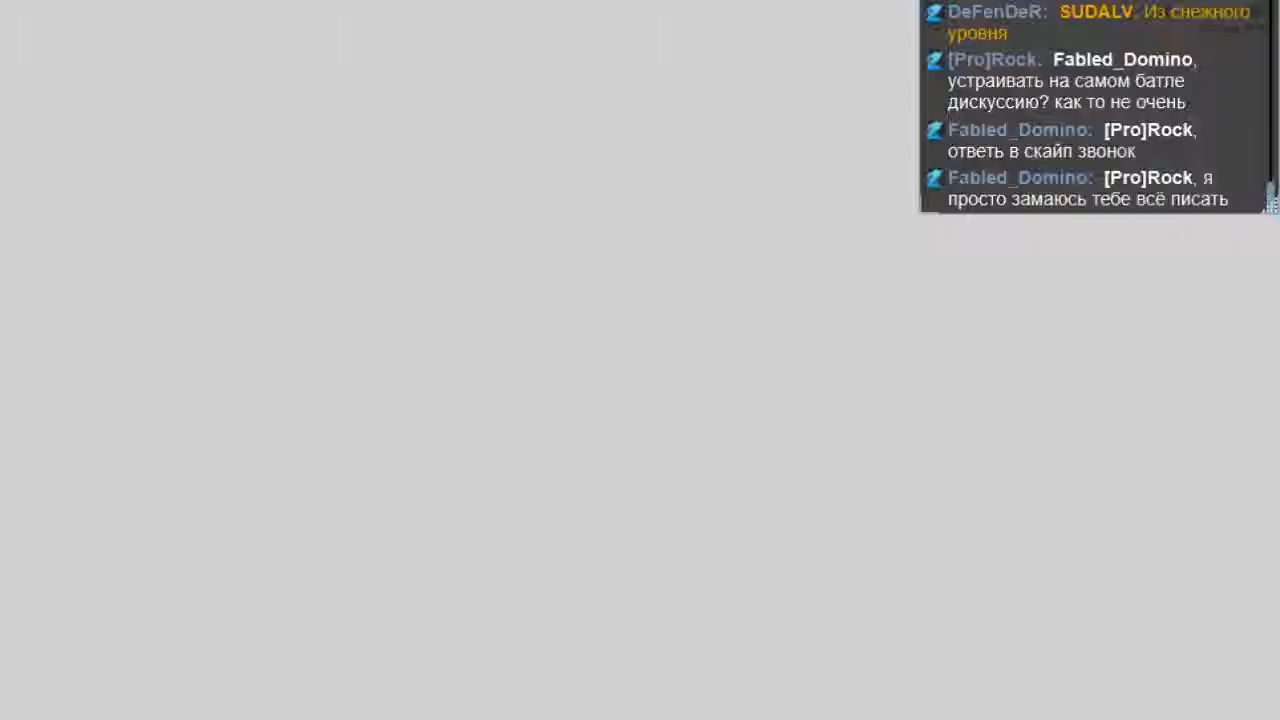 DeFenDeR: SUDALV, Из снежного
уровня
[Pro]Rock: Fabled_Domino,
устраивать на самом батле
дискуссию? как то не очень
Fabled_Domino: [Pro]Rock,
ответь в скайп звонок
Fabled_Domino: [Pro]Rock, я
просто замаюсь тебе всё писать